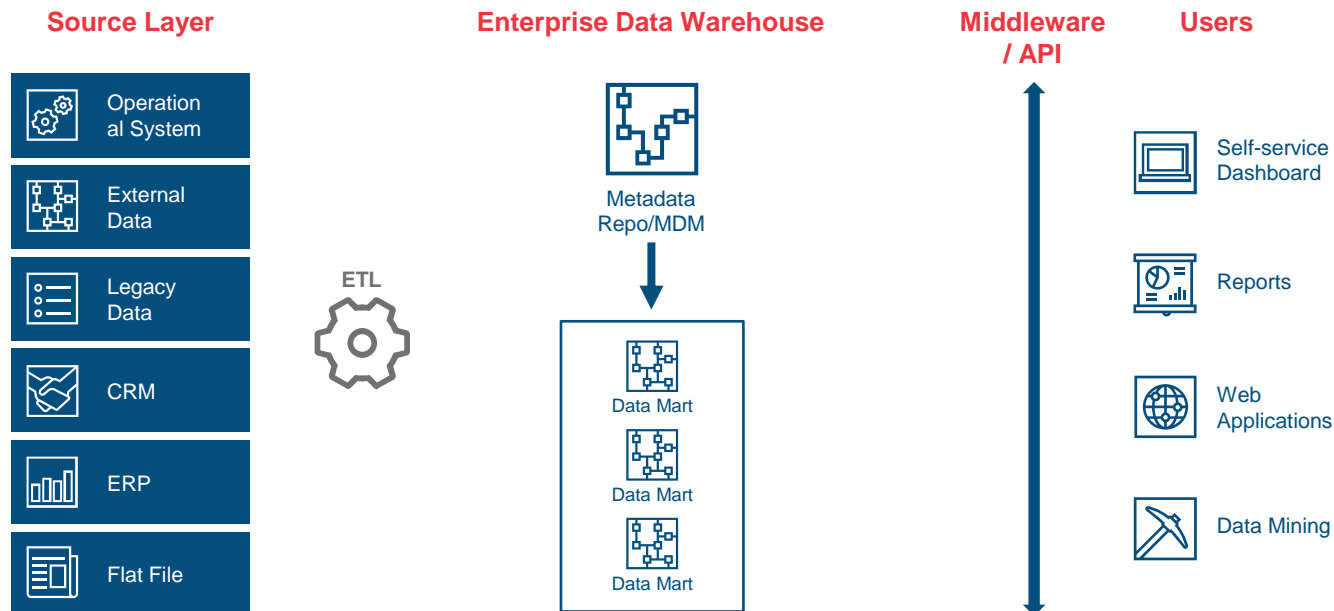 Source Layer
Enterprise Data Warehouse
Middleware
/ API
Users
Operation
al System
External
Data
Legacy
Data
CRM
ERP
Flat File
ETL
Metadata
Repo/MDM
Data Mart
Data Mart
Data Mart
Self-service
Dashboard
Reports
Web
Applications
Data Mining